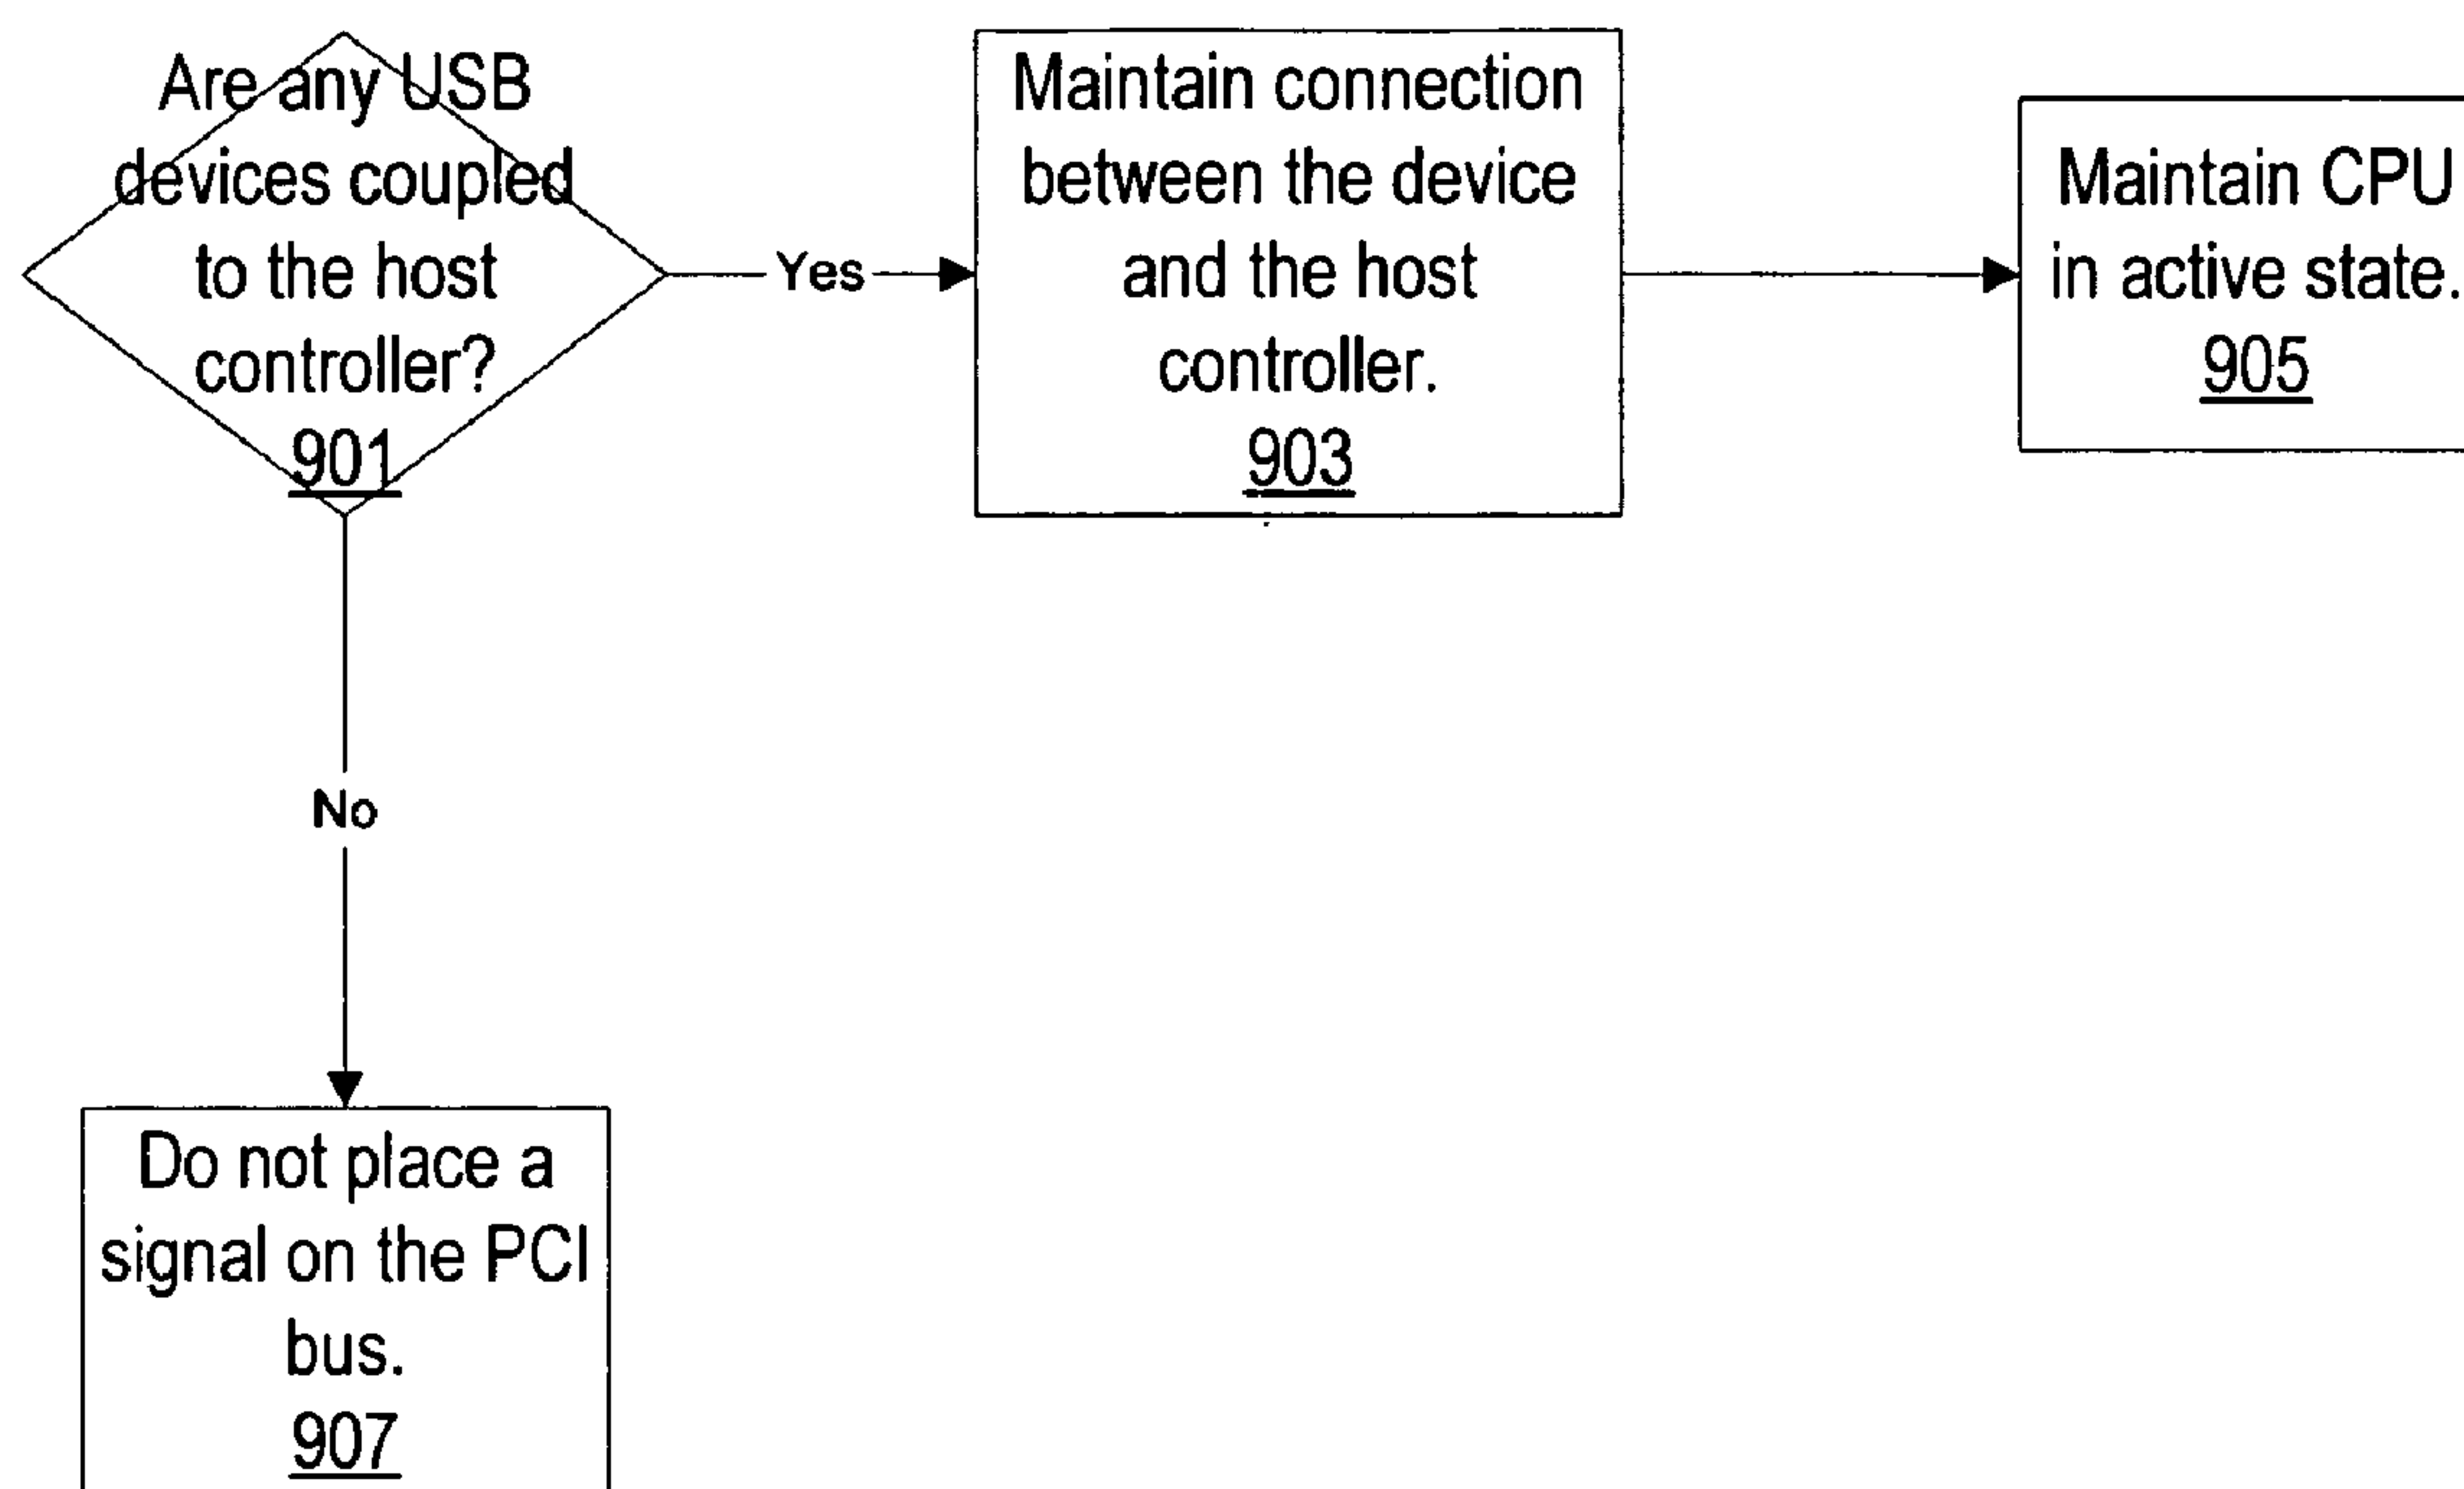 Are any USB
devices coupled
to the host
controller?
901
Yes
Maintain connection
between the device
and the host
controller.
903
Maintain CPU
in active state.
905
No
Do not place a
signal on the PCI
bus.
907